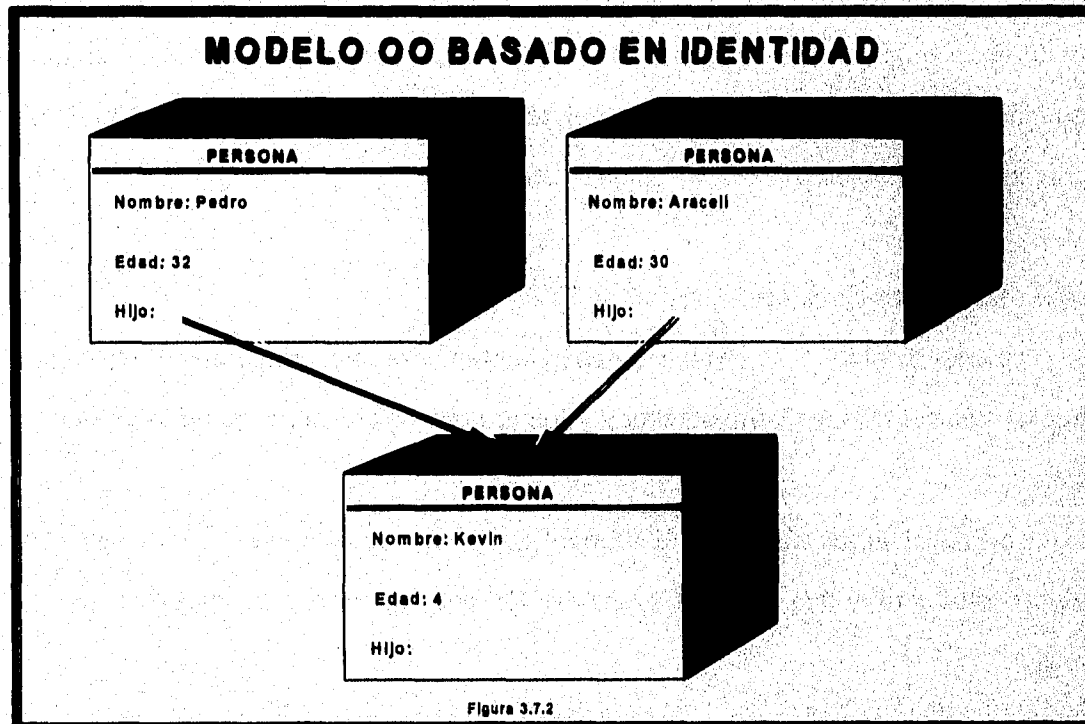 MODELO OO BASADO EN IDENTIDAD
PERSONA
Nombre: Pedro
Edad: 32
Hijo:
PERSONA
Nombre: Araceli
Edad: 30
Hijo:
PERSONA
Nombre: Kevin
Edad: 4
Hijo:
Figura 3.7.2